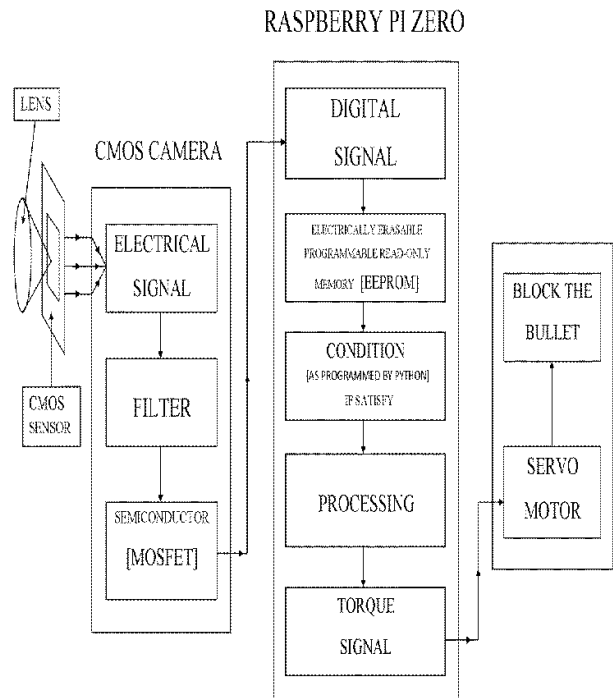 RASPBERRY PI ZERO
LENS
CMOS CAMERA
ELECTRICAL
SIGNAL
CMOS
SENSOR
FILTER
SEMICONDUCTOR
[MOSFET]
DIGITAL
SIGNAL
ELECTRICALLY ERASABLE
PROGRAMMABLE READ-ONLY
MEMORY [EEPROM]
CONDITION
[AS PROGRAMMED BY PYTHON]
IF SATISFY
PROCESSING
TORQUE
SIGNAL
BLOCK THE
BULLET
SERVO
MOTOR